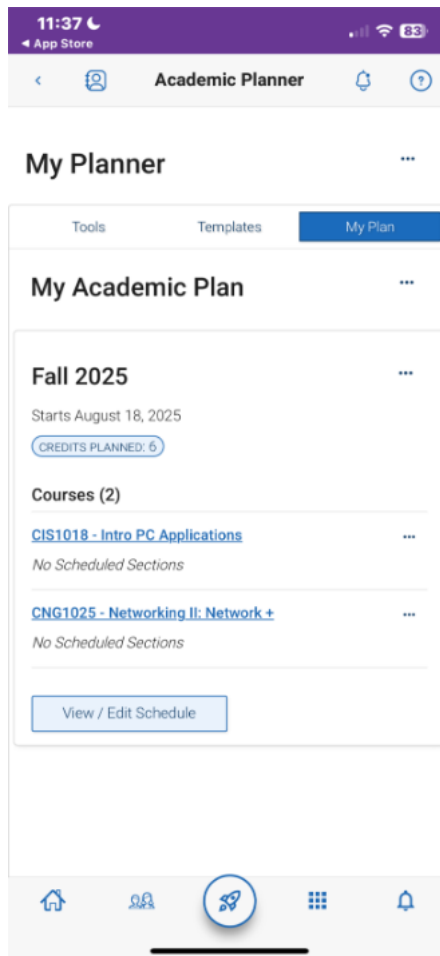 11:37
◀ App Store
83
Academic Planner
My Planner
Tools
Templates
My Plan
My Academic Plan
Fall 2025
Starts August 18, 2025
CREDITS PLANNED: 6
Courses (2)
CIS1018 - Intro PC Applications
No Scheduled Sections
CNG1025 - Networking II: Network +
No Scheduled Sections
View / Edit Schedule